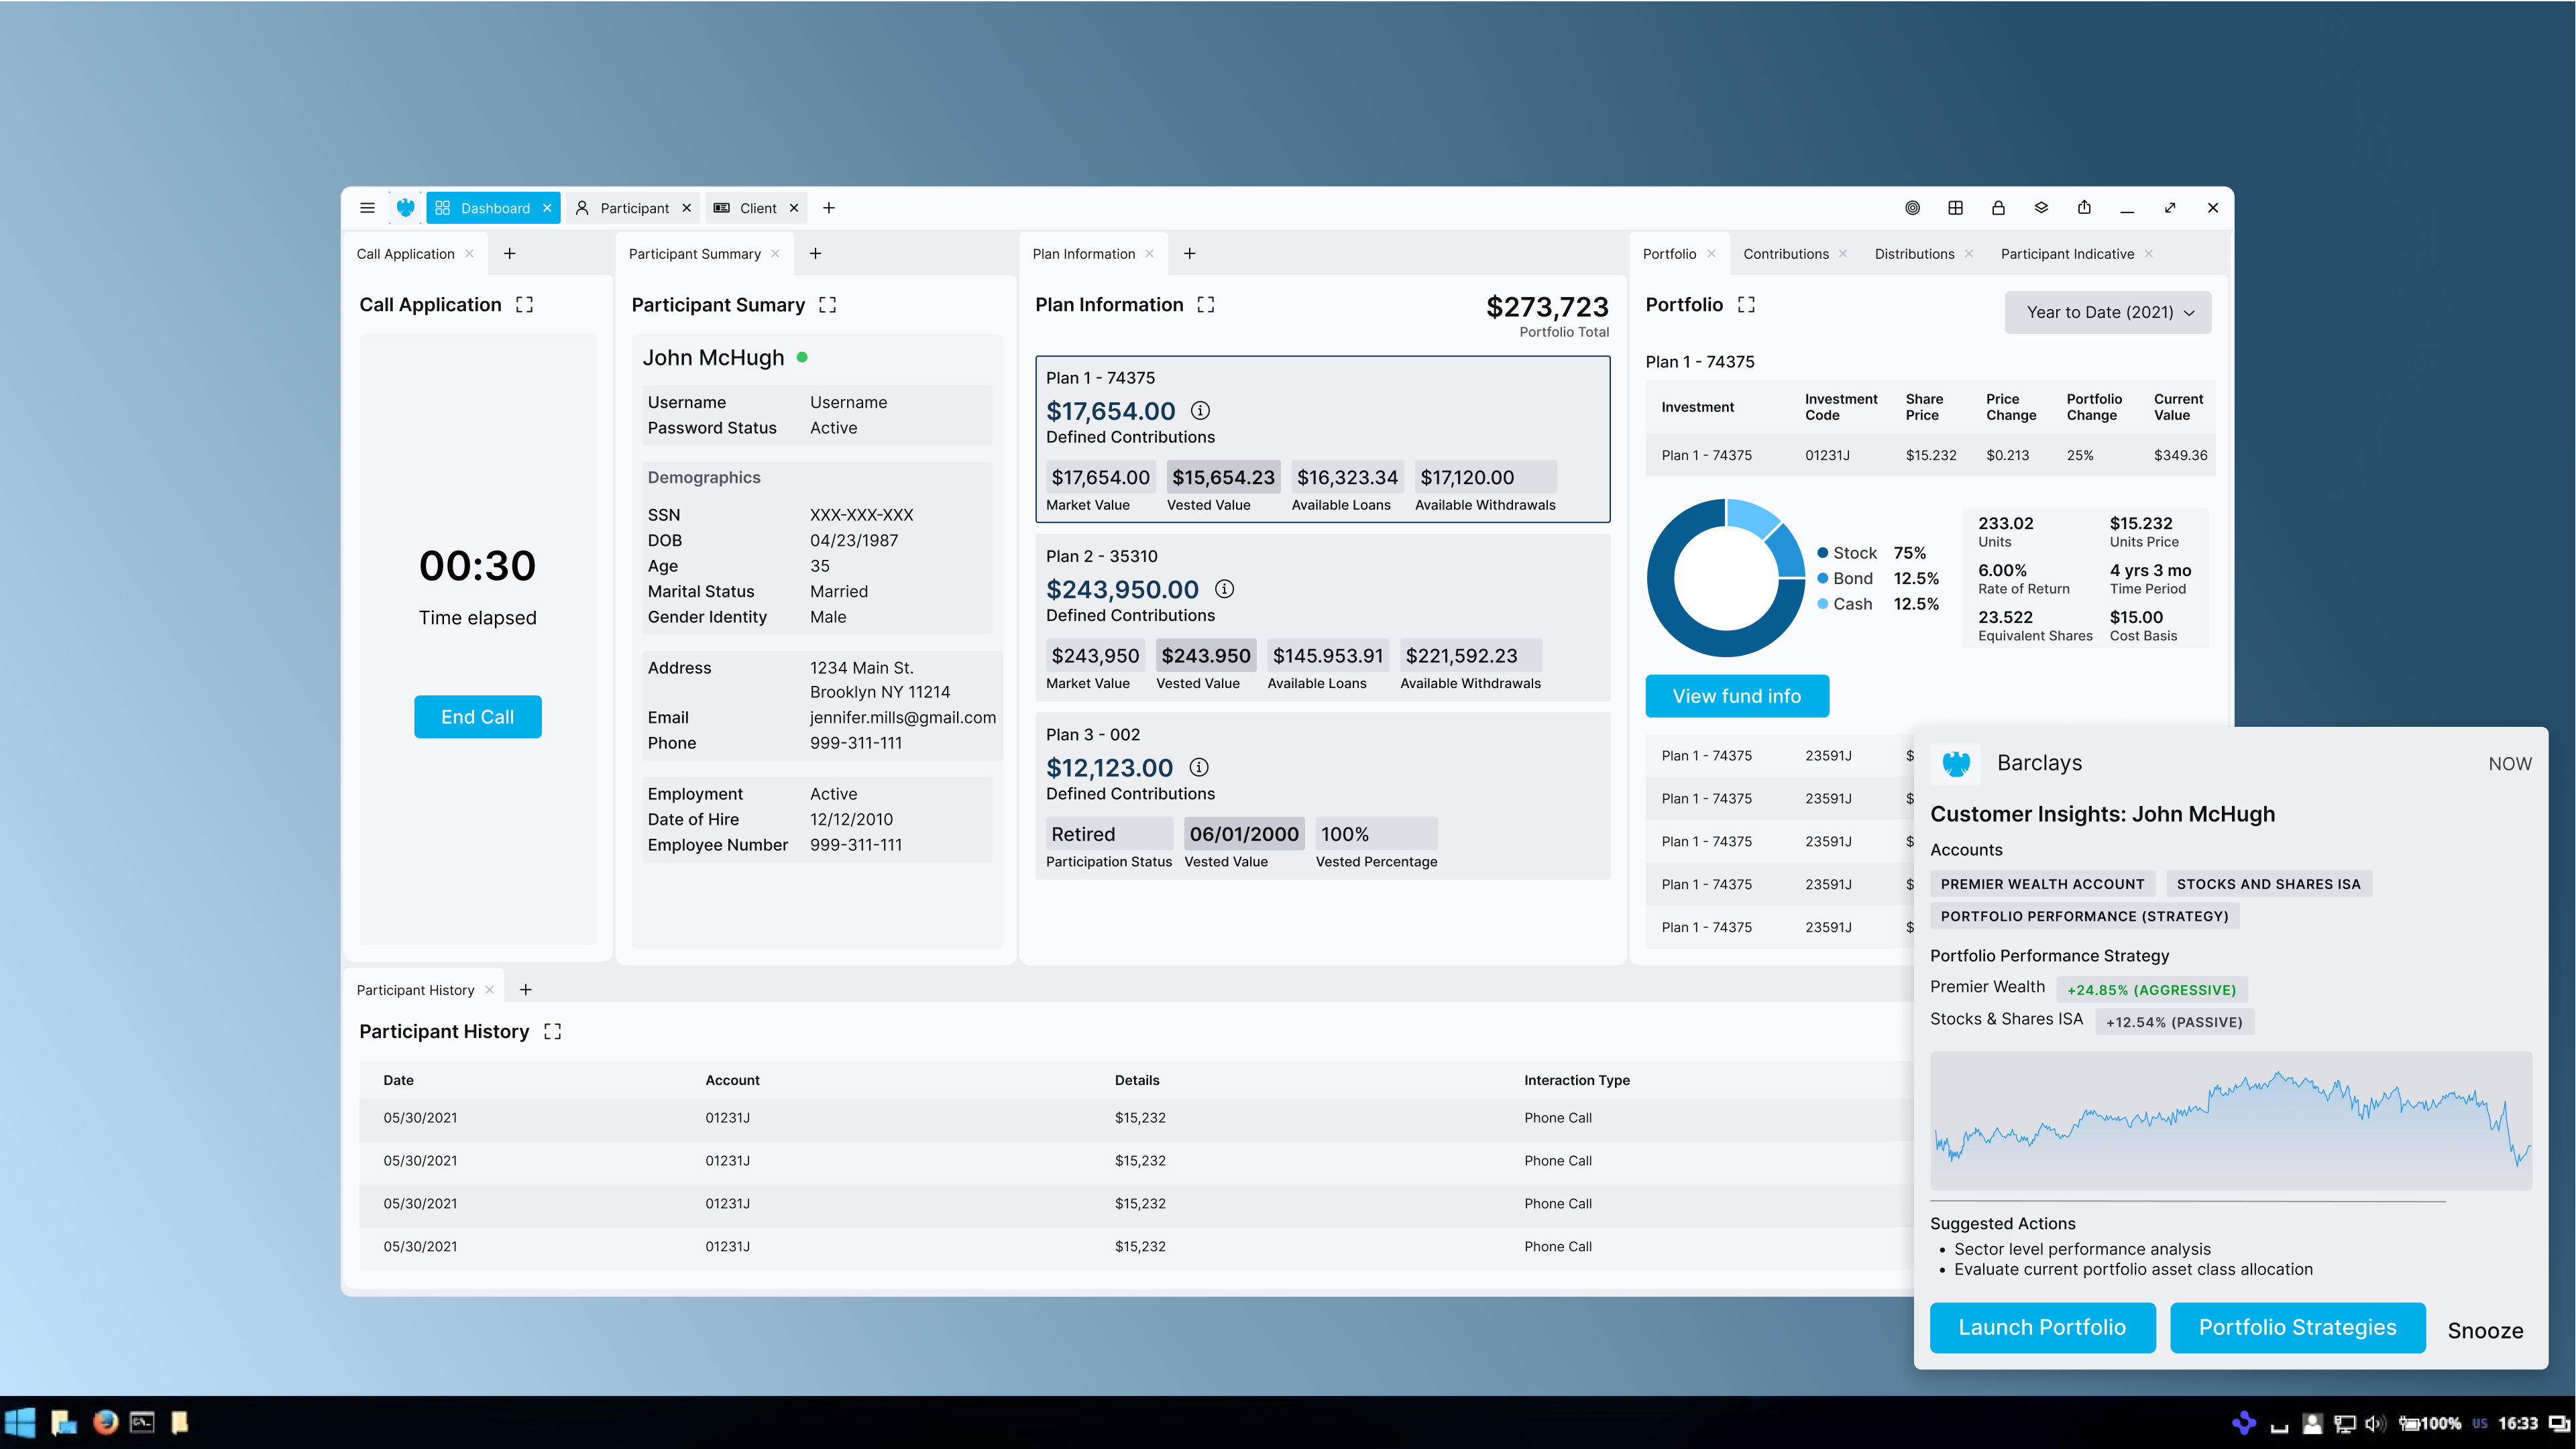 Dashboard
Participant
Client
Call Application
Participant Summary
Plan Information
Portfolio
Contributions
Distributions
Participant Indicative
Call Application
00:30
Time elapsed
End Call
Participant Sumary
John McHugh
Username Username
Password Status Active
Demographics
SSN XXX-XXX-XXX
DOB 04/23/1987
Age 35
Marital Status Married
Gender Identity Male
Address 1234 Main St.
Brooklyn NY 11214
Email jennifer.mills@gmail.com
Phone 999-311-111
Employment Active
Date of Hire 12/12/2010
Employee Number 999-311-111
Plan Information
$273,723
Portfolio Total
Plan 1 - 74375
$17,654.00
Defined Contributions
$17,654.00 $15,654.23 $16,323.34 $17,120.00
Market Value Vested Value Available Loans Available Withdrawals
Plan 2 - 35310
$243,950.00
Defined Contributions
$243,950 $243.950 $145.953.91 $221,592.23
Market Value Vested Value Available Loans Available Withdrawals
Plan 3 - 002
$12,123.00
Defined Contributions
Retired 06/01/2000 100%
Participation Status Vested Value Vested Percentage
Portfolio
Year to Date (2021)
Plan 1 - 74375
Investment Investment Code Share Price Price Change Portfolio Change Current Value
Plan 1 - 74375 01231J $15.232 $0.213 25% $349.36
Stock 75%
Bond 12.5%
Cash 12.5%
233.02 $15.232
Units Units Price
6.00% 4 yrs 3 mo
Rate of Return Time Period
23.522 $15.00
Equivalent Shares Cost Basis
View fund info
Plan 1 - 74375 23591J $
Plan 1 - 74375 23591J $
Plan 1 - 74375 23591J $
Plan 1 - 74375 23591J $
Plan 1 - 74375 23591J $
Participant History
Participant History
Date Account Details Interaction Type
05/30/2021 01231J $15,232 Phone Call
05/30/2021 01231J $15,232 Phone Call
05/30/2021 01231J $15,232 Phone Call
05/30/2021 01231J $15,232 Phone Call
Barclays NOW
Customer Insights: John McHugh
Accounts
PREMIER WEALTH ACCOUNT STOCKS AND SHARES ISA
PORTFOLIO PERFORMANCE (STRATEGY)
Portfolio Performance Strategy
Premier Wealth +24.85% (AGGRESSIVE)
Stocks & Shares ISA +12.54% (PASSIVE)
Suggested Actions
• Sector level performance analysis
• Evaluate current portfolio asset class allocation
Launch Portfolio
Portfolio Strategies
Snooze
100% US 16:33